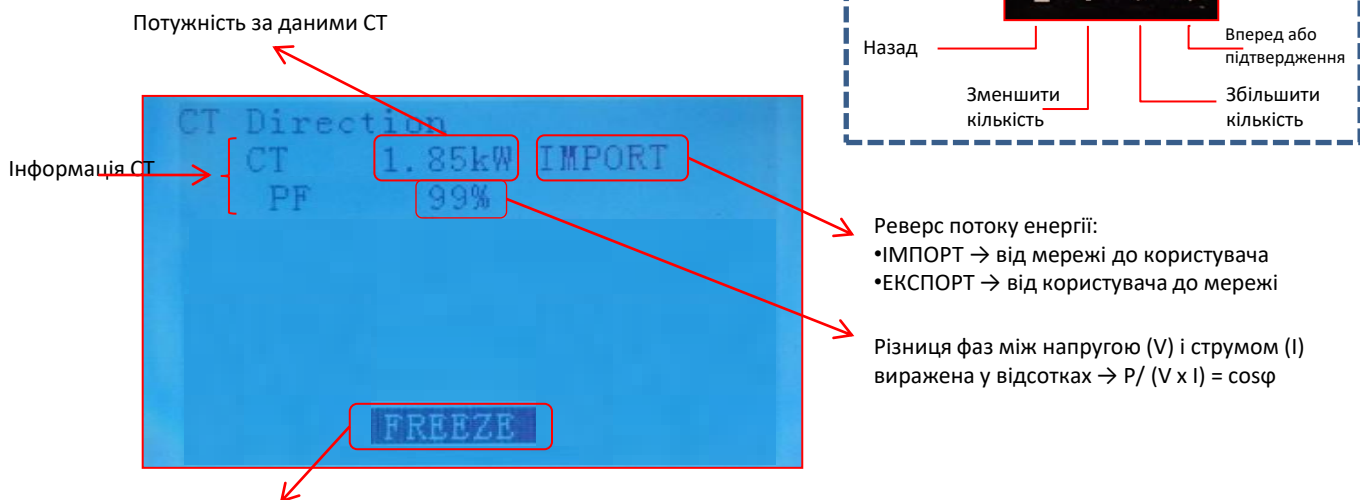 Потужність за даними СТ
Назад
Вперед або
підтвердження
Зменшити
кількість
Збільшити
кількість
CT Direction
CT 1.85kW IMPORT
PF 99%
Інформація СТ
Реверс потоку енергії:
•ІМПОРТ → від мережі до користувача
•ЕКСПОРТ → від користувача до мережі
Різниця фаз між напругою (V) і струмом (I)
виражена у відсотках → P/ (V x I) = cosφ
FREEZE